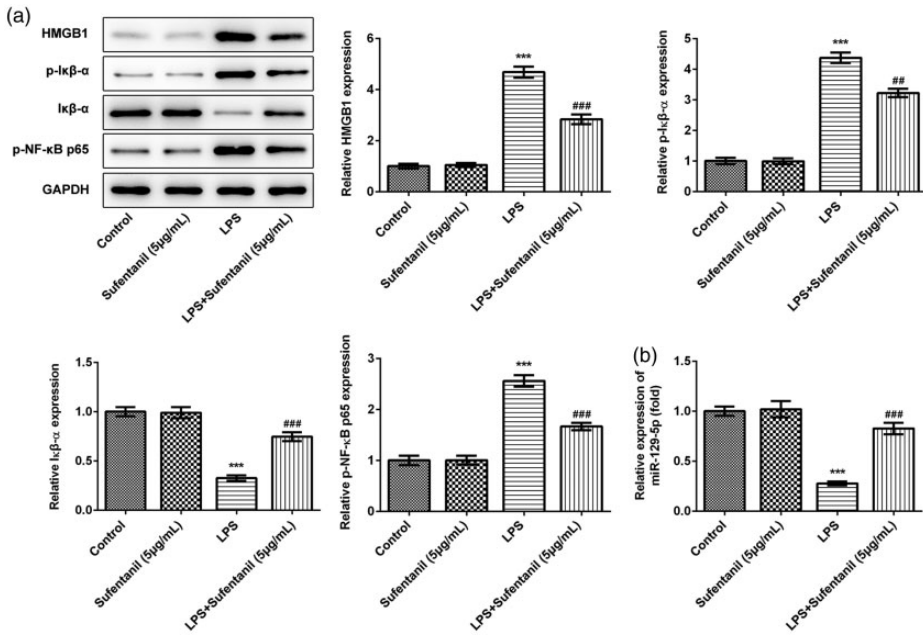 (a)
HMGB1
p-Iκβ-α
Iκβ-α
p-NF-κB p65
GAPDH
Control
Sufentanil (5μg/mL)
LPS
LPS+Sufentanil (5μg/mL)
Relative HMGB1 expression
6
4
2
0
***
###
Control
Sufentanil (5μg/mL)
LPS
LPS+Sufentanil (5μg/mL)
Relative p-Iκβ-α expression
5
4
3
2
1
0
***
##
Control
Sufentanil (5μg/mL)
LPS
LPS+Sufentanil (5μg/mL)
Relative Iκβ-α expression
1.5
1.0
0.5
0.0
***
###
Control
Sufentanil (5μg/mL)
LPS
LPS+Sufentanil (5μg/mL)
Relative p-NF-κB p65 expression
3
2
1
0
***
###
Control
Sufentanil (5μg/mL)
LPS
LPS+Sufentanil (5μg/mL)
(b)
Relative expression of
miR-129-5p (fold)
1.5
1.0
0.5
0.0
***
###
Control
Sufentanil (5μg/mL)
LPS
LPS+Sufentanil (5μg/mL)